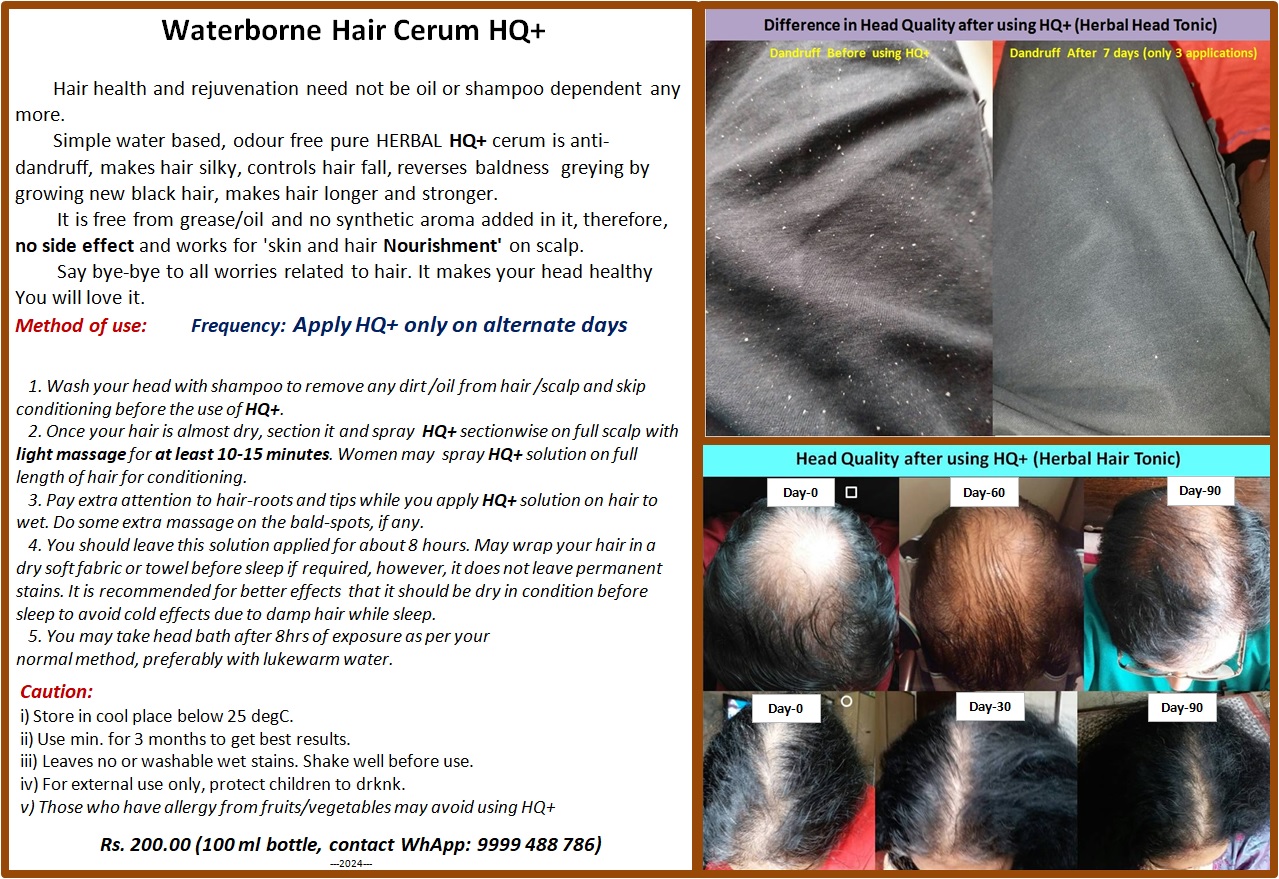 Waterborne Hair Cerum HQ+
Hair health and rejuvenation need not be oil or shampoo dependent any
more.
Simple water based, odour free pure HERBAL HQ+ cerum is anti-
dandruff, makes hair silky, controls hair fall, reverses baldness greying by
growing new black hair, makes hair longer and stronger.
It is free from grease/oil and no synthetic aroma added in it, therefore,
no side effect and works for 'skin and hair Nourishment' on scalp.
Say bye-bye to all worries related to hair. It makes your head healthy
You will love it.
Method of use: Frequency: Apply HQ+ only on alternate days
1. Wash your head with shampoo to remove any dirt /oil from hair /scalp and skip
conditioning before the use of HQ+.
2. Once your hair is almost dry, section it and spray HQ+ sectionwise on full scalp with
light massage for at least 10-15 minutes. Women may spray HQ+ solution on full
length of hair for conditioning.
3. Pay extra attention to hair-roots and tips while you apply HQ+ solution on hair to
wet. Do some extra massage on the bald-spots, if any.
4. You should leave this solution applied for about 8 hours. May wrap your hair in a
dry soft fabric or towel before sleep if required, however, it does not leave permanent
stains. It is recommended for better effects that it should be dry in condition before
sleep to avoid cold effects due to damp hair while sleep.
5. You may take head bath after 8hrs of exposure as per your
normal method, preferably with lukewarm water.
Caution:
i) Store in cool place below 25 degC.
ii) Use min. for 3 months to get best results.
iii) Leaves no or washable wet stains. Shake well before use.
iv) For external use only, protect children to drknk.
v) Those who have allergy from fruits/vegetables may avoid using HQ+
Rs. 200.00 (100 ml bottle, contact WhApp: 9999 488 786)
---2024---
Difference in Head Quality after using HQ+ (Herbal Head Tonic)
Dandruff Before using HQ+
Dandruff After 7 days (only 3 applications)
Head Quality after using HQ+ (Herbal Hair Tonic)
Day-0
Day-60
Day-90
Day-0
Day-30
Day-90